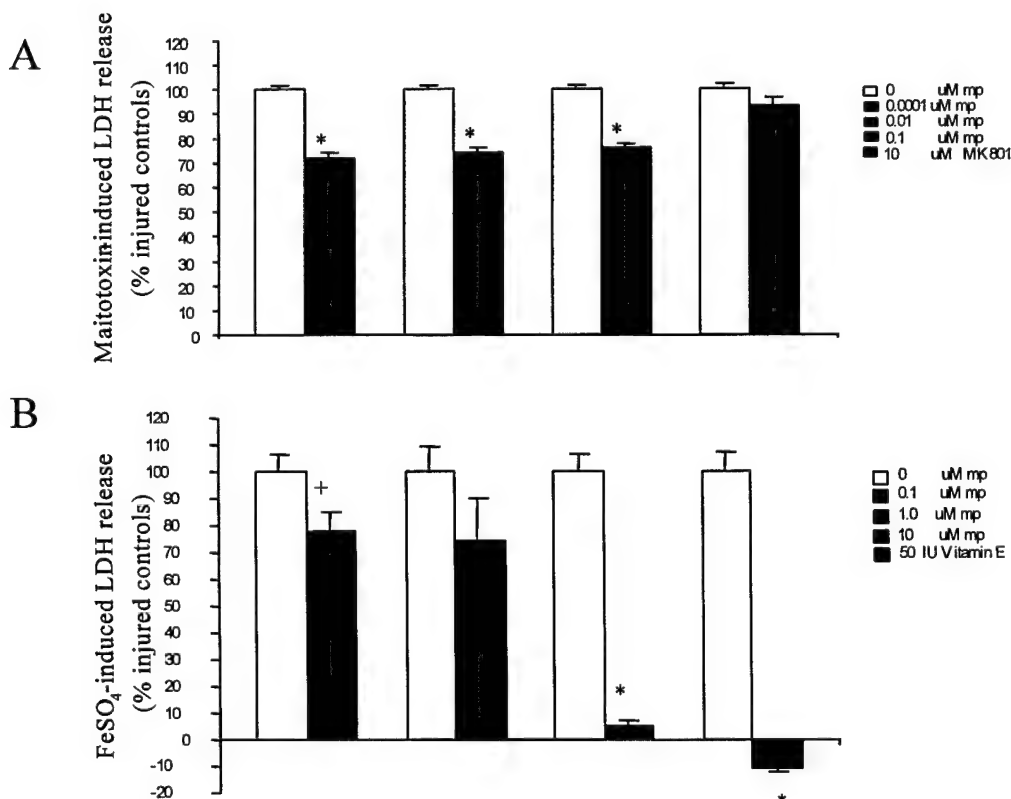 A
Maitotoxin-induced LDH release
(% injured controls)
120
110
100
90
80
70
60
50
40
30
20
10
0
*
*
*
0 uM mp
0.0001 uM mp
0.01 uM mp
0.1 uM mp
10 uM MK801
B
FeSO4-induced LDH release
(% injured controls)
120
110
100
90
80
70
60
50
40
30
20
10
0
-10
-20
+
*
*
0 uM mp
0.1 uM mp
1.0 uM mp
10 uM mp
50 IU Vitamin E